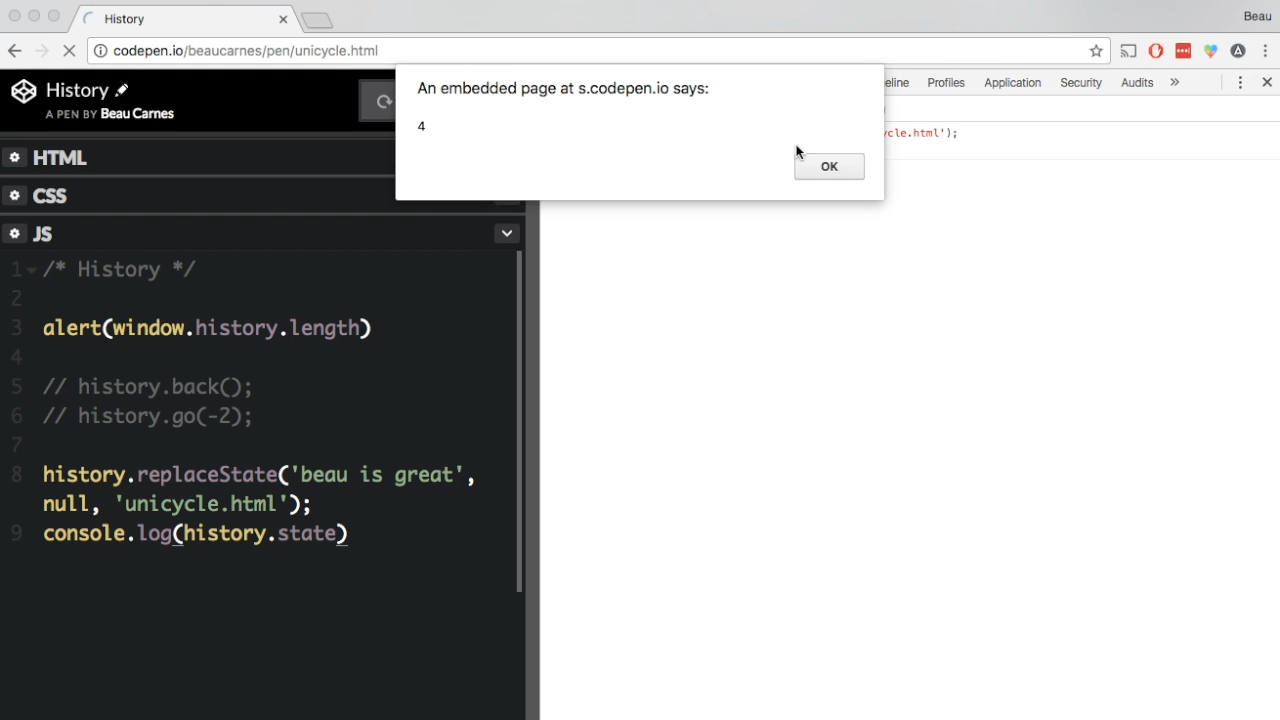 History
Beau
codepen.io/beaucarnes/pen/unicycle.html
An embedded page at s.codepen.io says:
4
OK
History
A PEN BY Beau Carnes
eline Profiles Application Security Audits »
cle.html');
HTML
CSS
JS
1 /* History */
2
3 alert(window.history.length)
4
5 // history.back();
6 // history.go(-2);
7
8 history.replaceState('beau is great',
null, 'unicycle.html');
9 console.log(history.state)